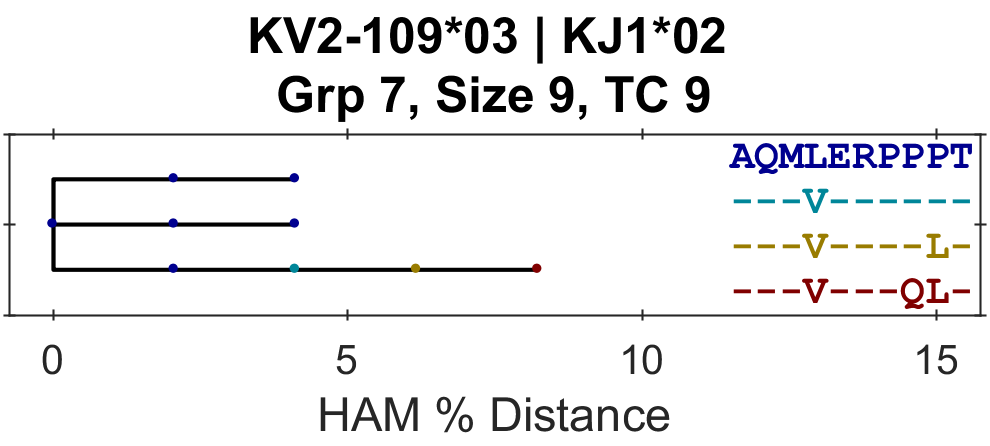 KV2-109*03 | KJ1*02
Grp 7, Size 9, TC 9
AQMLERPPPT
---V------
---V----L-
---V---QL-
0 5 10 15
HAM % Distance